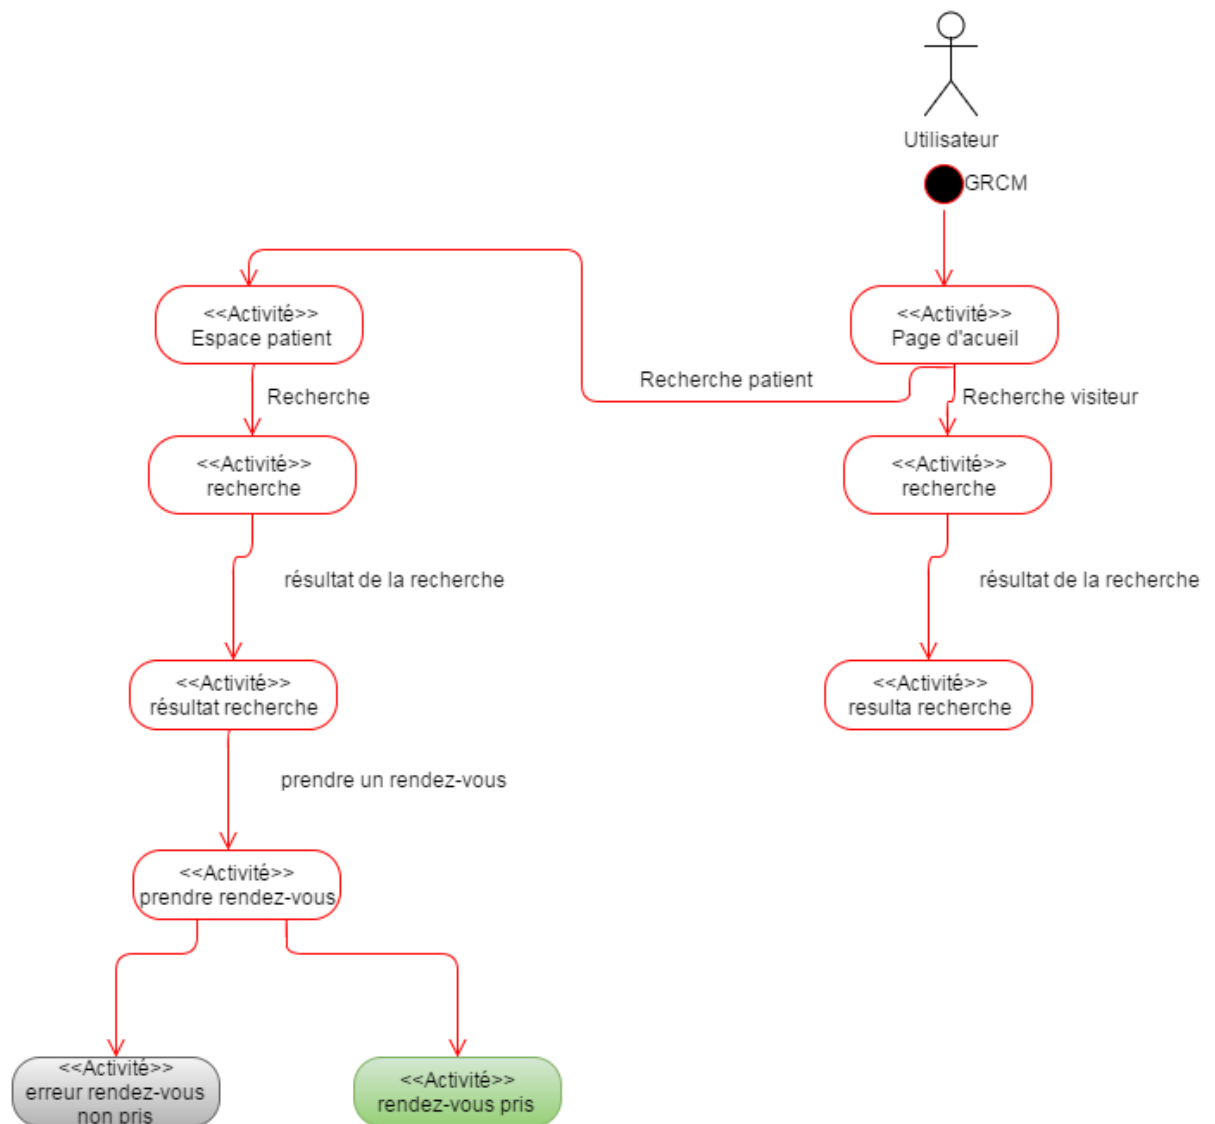 Utilisateur
GRCM
<<Activité>>
Espace patient
<<Activité>>
Page d'acueil
Recherche patient
Recherche
Recherche visiteur
<<Activité>>
recherche
<<Activité>>
recherche
résultat de la recherche
résultat de la recherche
<<Activité>>
résultat recherche
<<Activité>>
resulta recherche
prendre un rendez-vous
<<Activité>>
prendre rendez-vous
<<Activité>>
erreur rendez-vous
non pris
<<Activité>>
rendez-vous pris